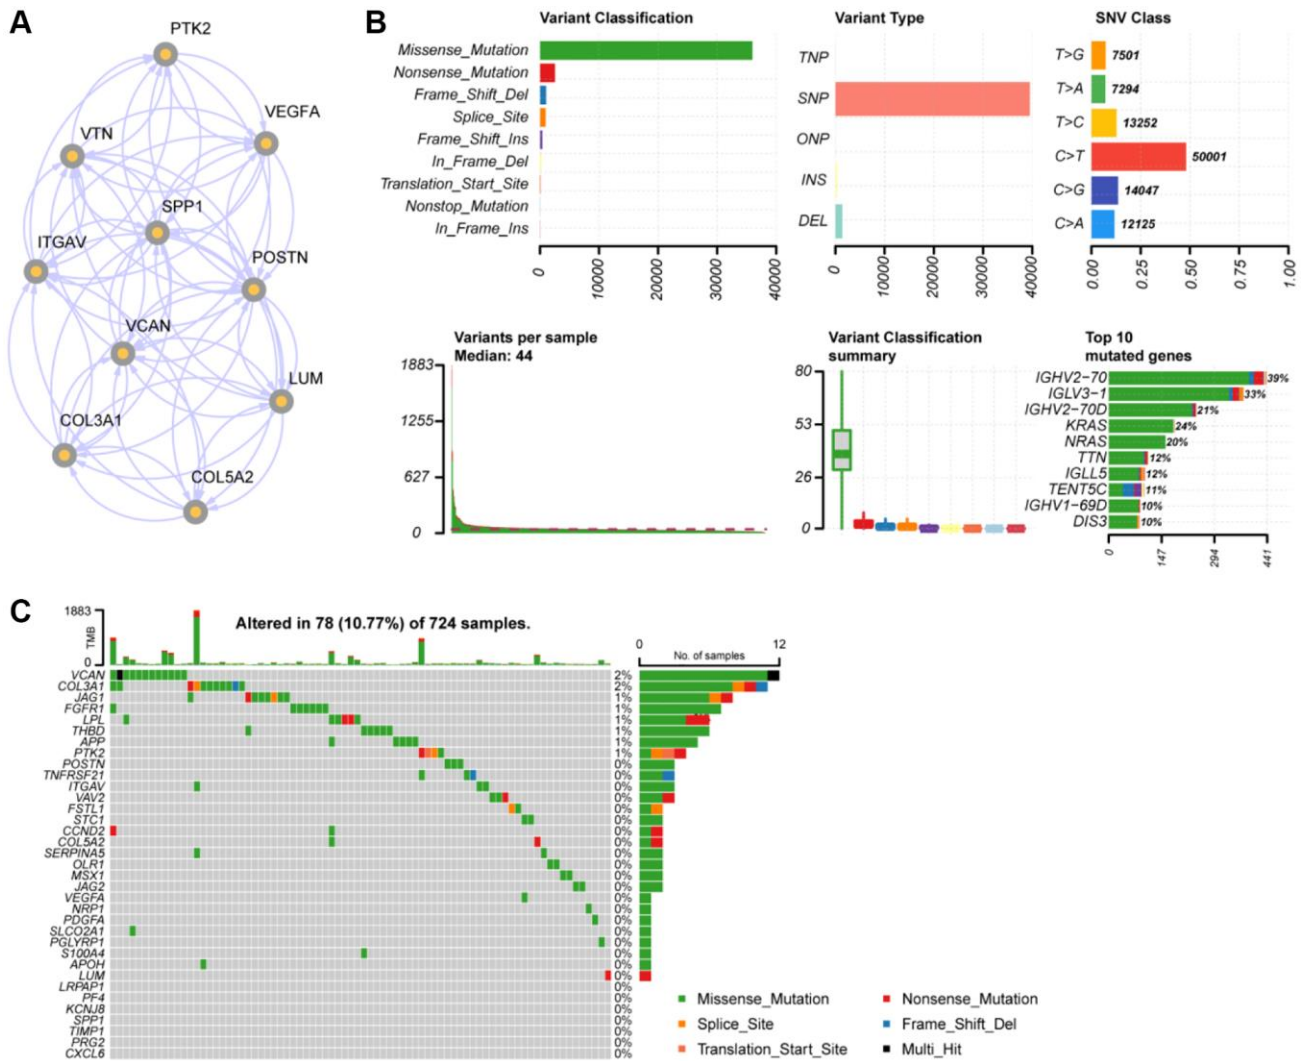 A
PTK2
VEGFA
VTN
SPP1
ITGAV
POSTN
VCAN
LUM
COL3A1
COL5A2
B
Variant Classification
Missense_Mutation
Nonsense_Mutation
Frame_Shift_Del
Splice_Site
Frame_Shift_Ins
In_Frame_Del
Translation_Start_Site
Nonstop_Mutation
In_Frame_Ins
0
10000
20000
30000
40000
Variant Type
TNP
SNP
ONP
INS
DEL
0
10000
20000
30000
40000
SNV Class
T>G 7501
T>A 7294
T>C 13252
C>T 50001
C>G 14047
C>A 12125
0.00
0.25
0.50
0.75
1.00
Variants per sample
Median: 44
1883
1255
627
0
Variant Classification
summary
80
53
26
0
Top 10
mutated genes
IGHV2-70 39%
IGLV3-1 33%
IGHV2-70D 21%
KRAS 24%
NRAS 20%
TTN 12%
IGLL5 12%
TENT5C 11%
IGHV1-69D 10%
DIS3 10%
0
147
294
441
C
Altered in 78 (10.77%) of 724 samples.
1883
TMB
0
0 12
No. of samples
VCAN 2%
COL3A1 2%
JAG1 1%
FGFR1 1%
LPL 1%
THBD 1%
APP 1%
PTK2 1%
POSTN 0%
TNFRSF21 0%
ITGAV 0%
VAV2 0%
FSTL1 0%
STC1 0%
CCND2 0%
COL5A2 0%
SERPINA5 0%
OLR1 0%
MSX1 0%
JAG2 0%
VEGFA 0%
NRP1 0%
PDGFA 0%
SLCO2A1 0%
PGLYRP1 0%
S100A4 0%
APOH 0%
LUM 0%
LRPAP1 0%
PF4 0%
KCNJ8 0%
SPP1 0%
TIMP1 0%
PRG2 0%
CXCL6 0%
Missense_Mutation
Nonsense_Mutation
Splice_Site
Frame_Shift_Del
Translation_Start_Site
Multi_Hit